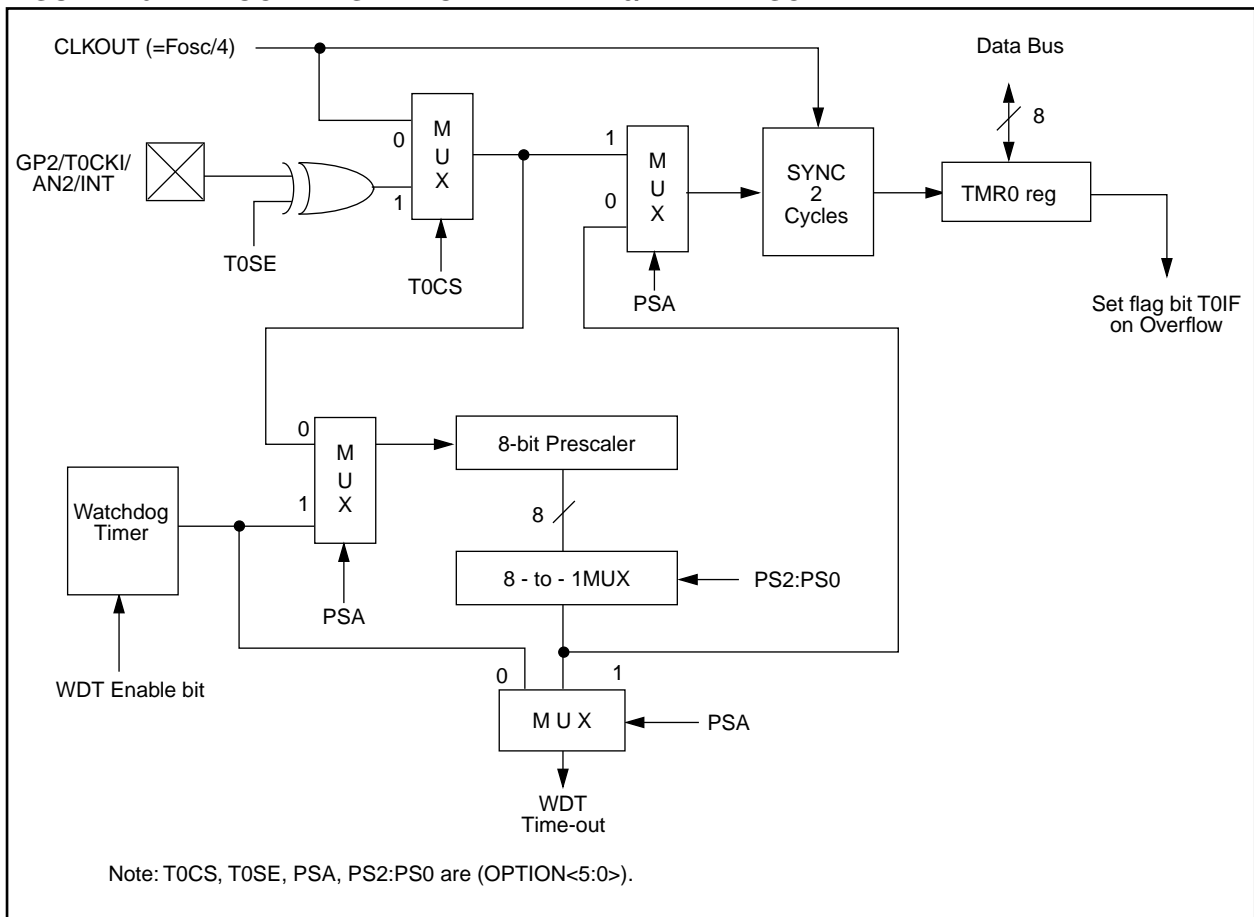 CLKOUT (=Fosc/4)
Data Bus
8
GP2/T0CKI/
AN2/INT
T0SE
0
1
M
U
X
T0CS
1
0
M
U
X
PSA
SYNC
2
Cycles
TMR0 reg
Set flag bit T0IF
on Overflow
Watchdog
Timer
WDT Enable bit
0
1
M
U
X
PSA
8-bit Prescaler
8
8 - to - 1MUX
PS2:PS0
0
1
M U X
PSA
WDT
Time-out
Note: T0CS, T0SE, PSA, PS2:PS0 are (OPTION<5:0>).